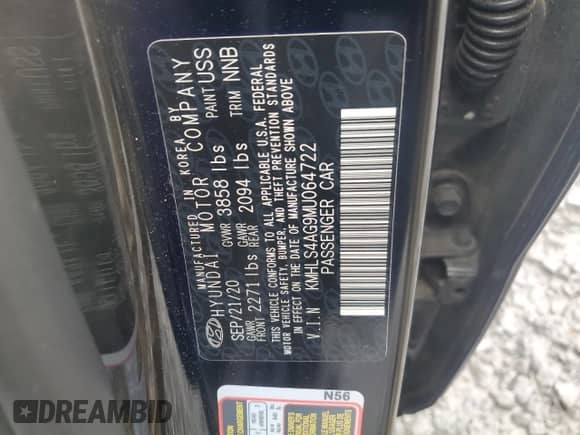 MANUFACTURED IN KOREA BY
HYUNDAI MOTOR COMPANY
SEP/21/20 GVWR 3858 lbs PAINT USS
GAWR FRONT 2271 lbs GAWR REAR 2094 lbs TRIM NNB
THIS VEHICLE CONFORMS TO ALL APPLICABLE U.S.A. FEDERAL
MOTOR VEHICLE SAFETY, BUMPER, AND THEFT PREVENTION STANDARDS
IN EFFECT ON THE DATE OF MANUFACTURE SHOWN ABOVE
V.I.N KMHLS4AG9MU064722
PASSENGER CAR
N56
DREAMBID